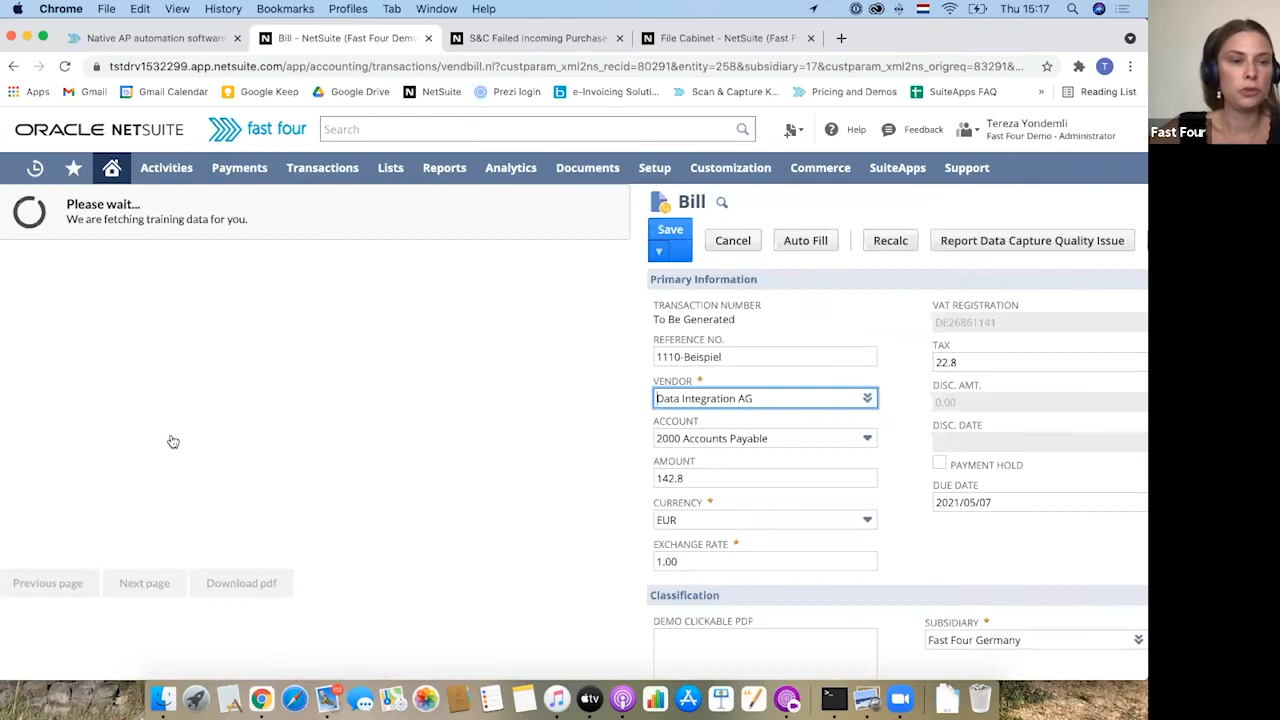 Chrome File Edit View History Bookmarks Profiles Tab Window Help Thu 15:17
Native AP automation software Bill - NetSuite (Fast Four Demo S&C Failed Incoming Purchase File Cabinet - NetSuite (Fast F
tstdrv1532299.app.netsuite.com/app/accounting/transactions/vendbill.nl?custparam_xml2ns_recid=80291&entity=258&subsidiary=17&custparam_xml2ns_origreq=83291&...
Apps Gmail Gmail Calendar Google Keep Google Drive NetSuite Prezi login e-Invoicing Soluti... Scan & Capture K... Pricing and Demos SuiteApps FAQ » Reading List
ORACLE NETSUITE fast four Search Help Feedback Tereza Yondemli
Fast Four Demo - Administrator
Fast Four
Activities Payments Transactions Lists Reports Analytics Documents Setup Customization Commerce SuiteApps Support
Please wait...
We are fetching training data for you.
Previous page Next page Download pdf
Bill
Save Cancel Auto Fill Recalc Report Data Capture Quality Issue
Primary Information
TRANSACTION NUMBER
To Be Generated
REFERENCE NO.
1110-Beispiel
VENDOR *
Data Integration AG
ACCOUNT
2000 Accounts Payable
AMOUNT
142.8
CURRENCY *
EUR
EXCHANGE RATE *
1.00
VAT REGISTRATION
DE26861141
TAX
22.8
DISC. AMT.
0.00
DISC. DATE
PAYMENT HOLD
DUE DATE
2021/05/07
Classification
DEMO CLICKABLE PDF
SUBSIDIARY *
Fast Four Germany